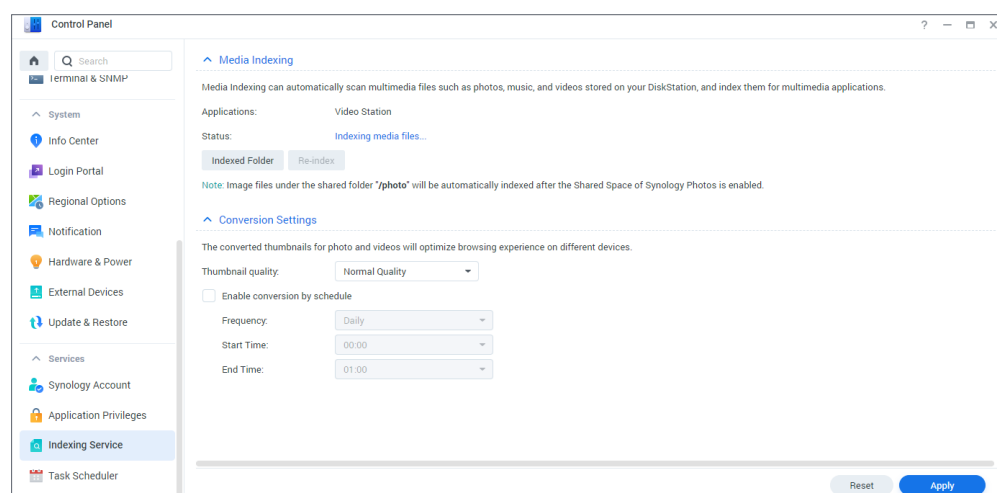 Control Panel
Search
Terminal & SNMP
System
Info Center
Login Portal
Regional Options
Notification
Hardware & Power
External Devices
Update & Restore
Services
Synology Account
Application Privileges
Indexing Service
Task Scheduler
Media Indexing
Media Indexing can automatically scan multimedia files such as photos, music, and videos stored on your DiskStation, and index them for multimedia applications.
Applications: Video Station
Status: Indexing media files...
Indexed Folder Re-index
Note: Image files under the shared folder "/photo" will be automatically indexed after the Shared Space of Synology Photos is enabled.
Conversion Settings
The converted thumbnails for photo and videos will optimize browsing experience on different devices.
Thumbnail quality: Normal Quality
Enable conversion by schedule
Frequency: Daily
Start Time: 00:00
End Time: 01:00
Reset Apply